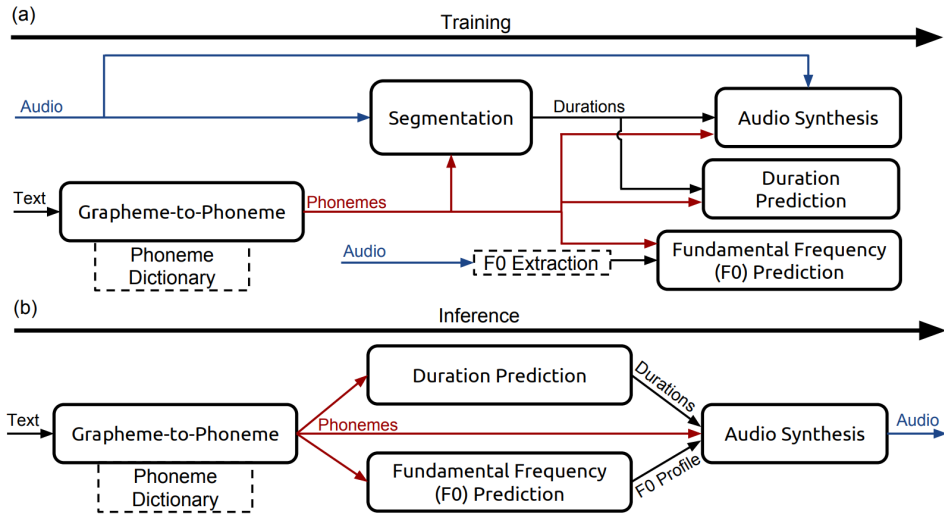 (a)
Training
Audio
Segmentation
Durations
Audio Synthesis
Text
Grapheme-to-Phoneme
Phonemes
Duration
Prediction
Phoneme
Dictionary
Audio
F0 Extraction
Fundamental Frequency
(F0) Prediction
(b)
Inference
Duration Prediction
Durations
Text
Grapheme-to-Phoneme
Phonemes
Audio Synthesis
Audio
Phoneme
Dictionary
Fundamental Frequency
(F0) Prediction
F0 Profile